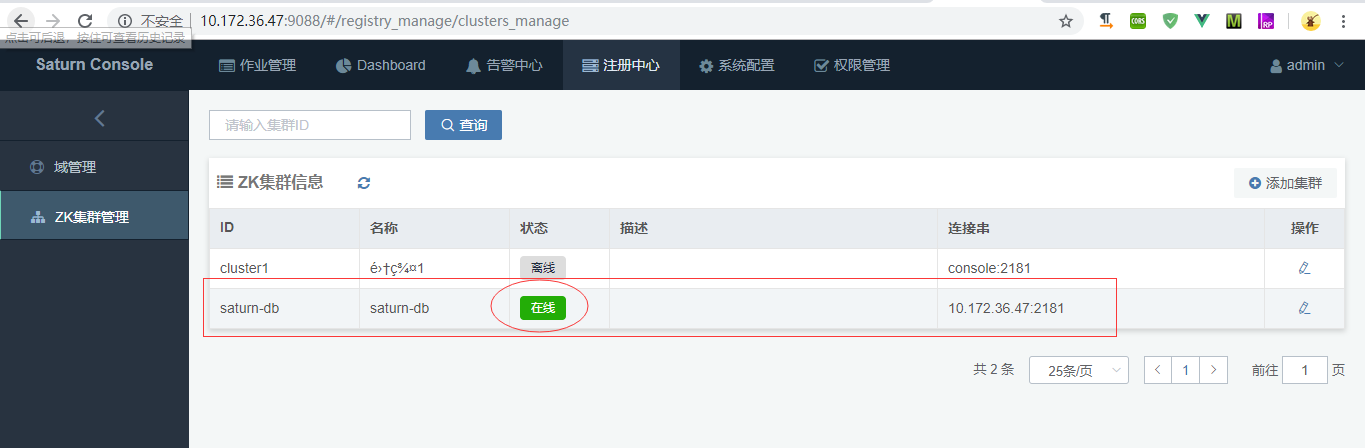 不安全 | 10.172.36.47:9088/#/registry_manage/clusters_manage
CORS
M
RP
点击可后退，按住可查看历史记录
Saturn Console
作业管理
Dashboard
告警中心
注册中心
系统配置
权限管理
admin
域管理
ZK集群管理
请输入集群ID
查询
ZK集群信息
添加集群
ID 名称 状态 描述 连接串 操作
cluster1 é›†ç¾¤1 离线 console:2181
saturn-db saturn-db 在线 10.172.36.47:2181
共 2 条 25条/页 1 前往 1 页